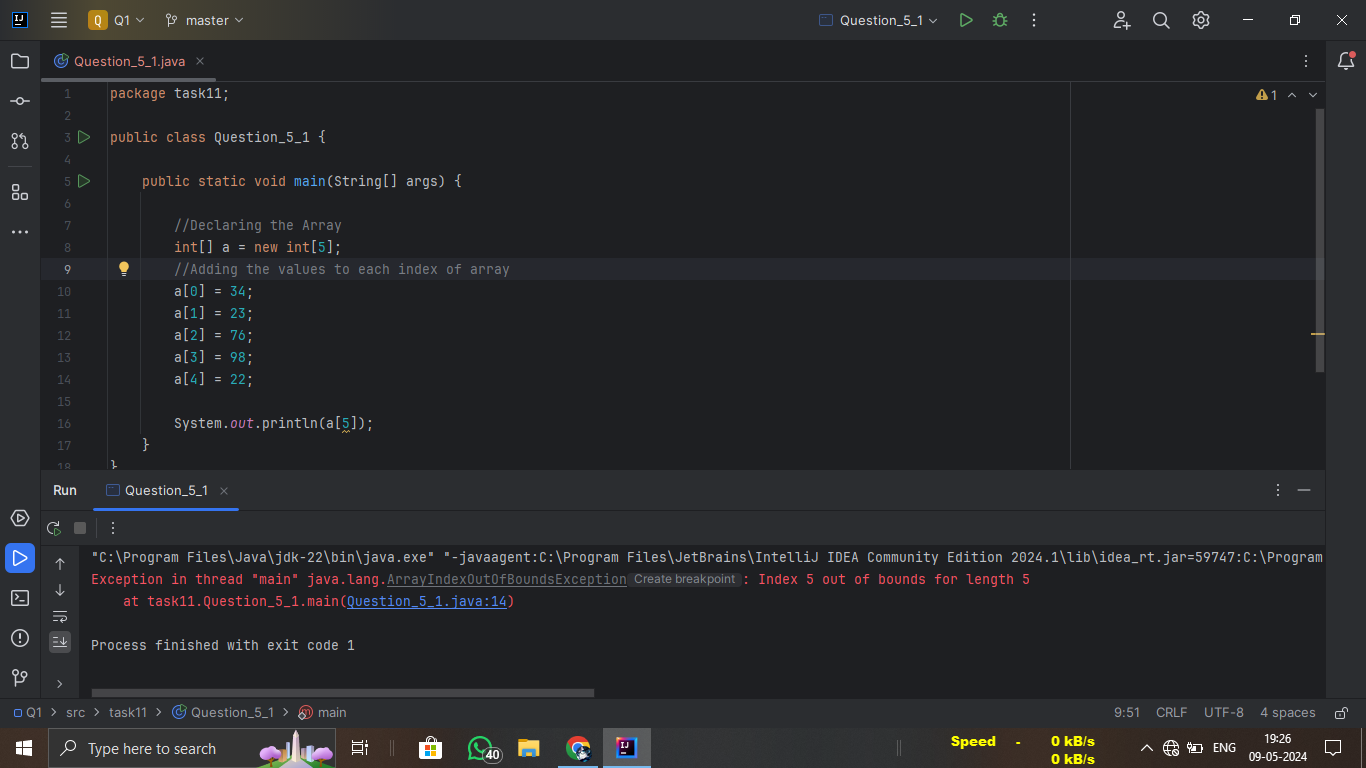 Q Q1 master Question_5_1
Question_5_1.java
1 package task11; 1
2
3 public class Question_5_1 {
4
5 public static void main(String[] args) {
6
7 //Declaring the Array
8 int[] a = new int[5];
9 //Adding the values to each index of array
10 a[0] = 34;
11 a[1] = 23;
12 a[2] = 76;
13 a[3] = 98;
14 a[4] = 22;
15
16 System.out.println(a[5]);
17 }
18 }
Run Question_5_1
"C:\Program Files\Java\jdk-22\bin\java.exe" "-javaagent:C:\Program Files\JetBrains\IntelliJ IDEA Community Edition 2024.1\lib\idea_rt.jar=59747:C:\Program
Exception in thread "main" java.lang.ArrayIndexOutOfBoundsException Create breakpoint : Index 5 out of bounds for length 5
at task11.Question_5_1.main(Question_5_1.java:14)
Process finished with exit code 1
Q1 > src > task11 > Question_5_1 > main 9:51 CRLF UTF-8 4 spaces
Type here to search 40 Speed - 0 kB/s
0 kB/s
ENG 19:26
09-05-2024